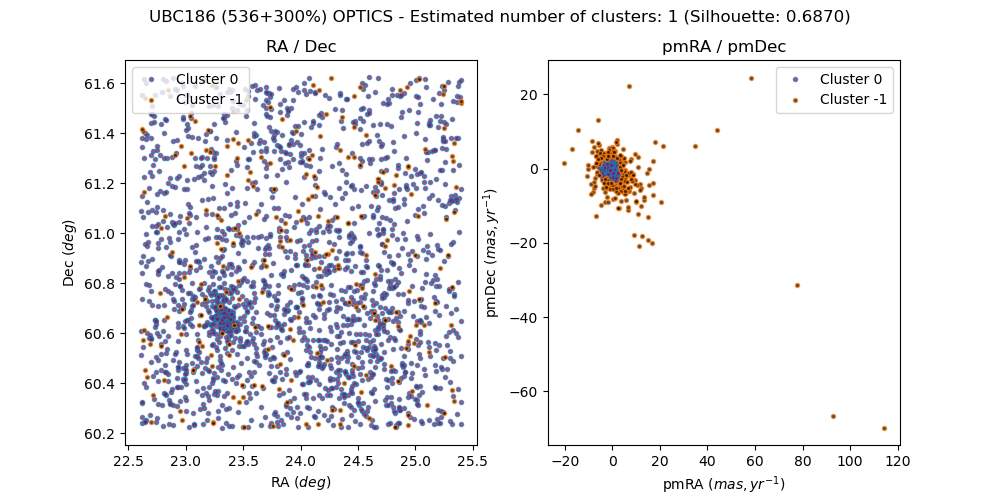 UBC186 (536+300%) OPTICS - Estimated number of clusters: 1 (Silhouette: 0.6870)
RA / Dec
Cluster 0
Cluster -1
61.6
61.4
61.2
61.0
60.8
60.6
60.4
60.2
Dec (deg)
22.5 23.0 23.5 24.0 24.5 25.0 25.5
RA (deg)
pmRA / pmDec
Cluster 0
Cluster -1
20
0
−20
−40
−60
pmDec (mas, yr⁻¹)
−20 0 20 40 60 80 100 120
pmRA (mas, yr⁻¹)